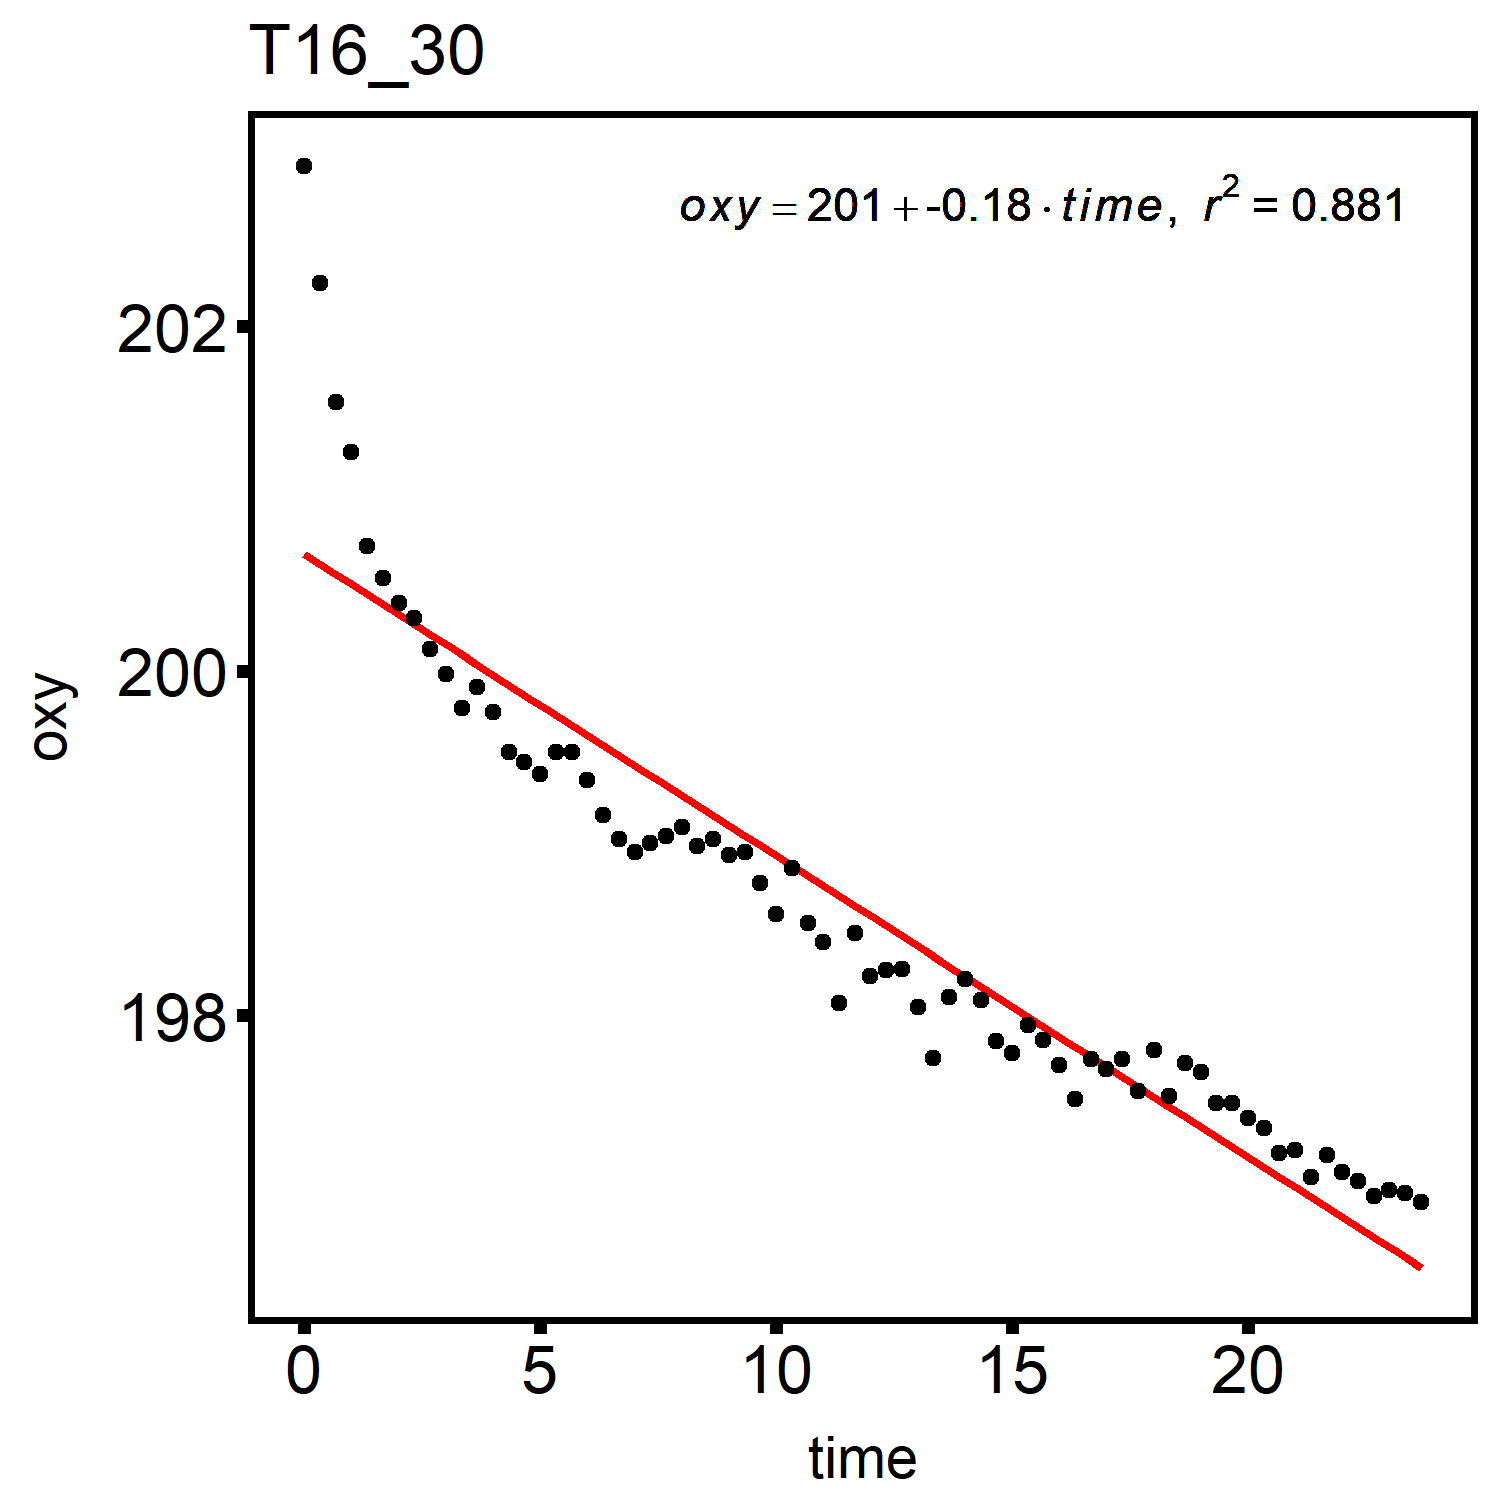 T16_30
oxy = 201 + -0.18 · time, r² = 0.881
202
200
198
oxy
0 5 10 15 20
time